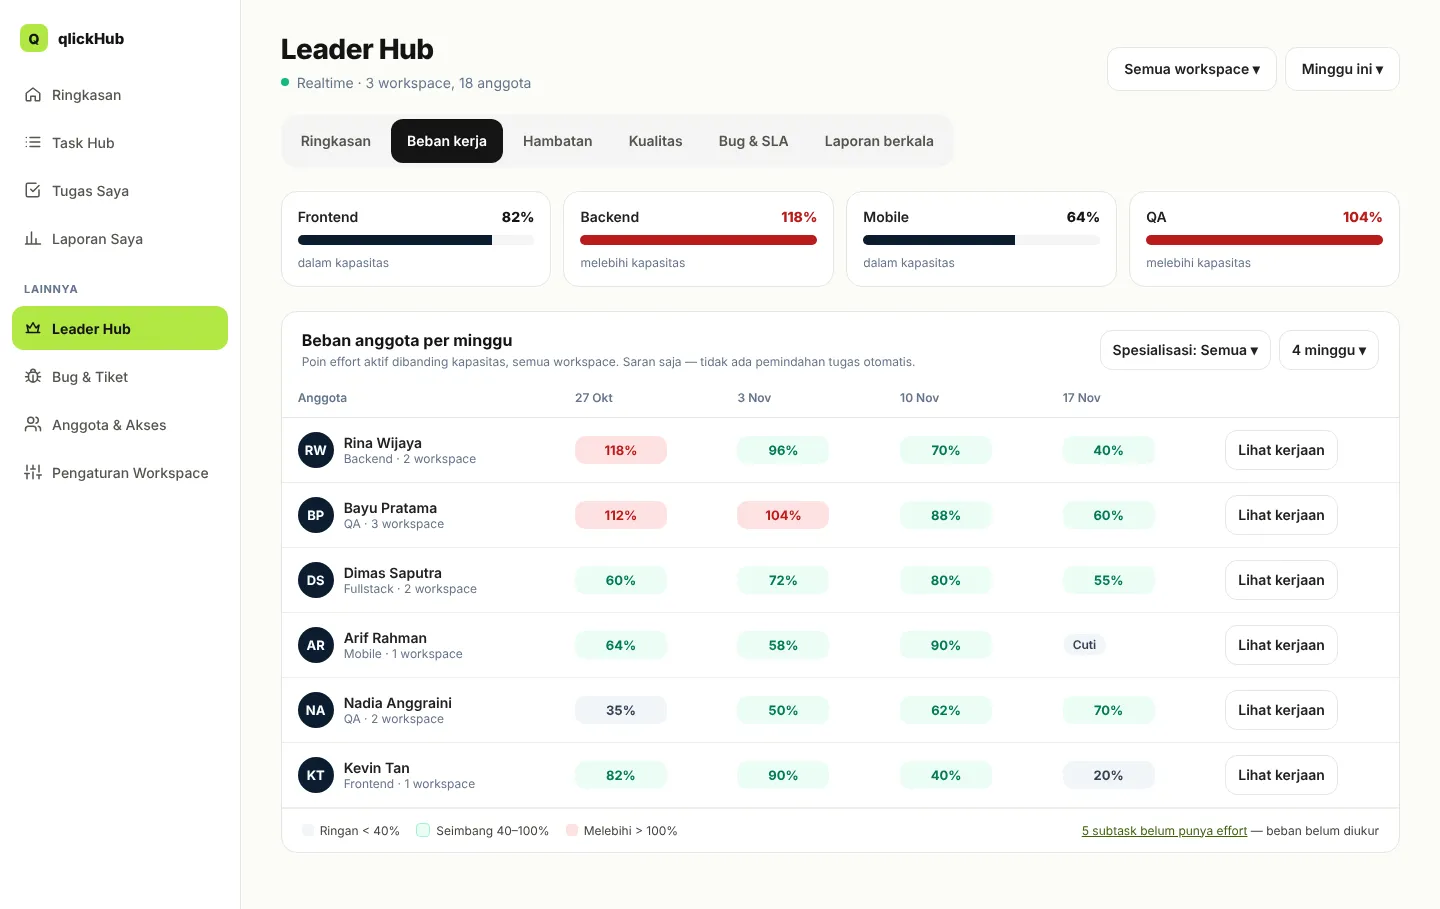 Q qlickHub
Ringkasan
Task Hub
Tugas Saya
Laporan Saya
LAINNYA
Leader Hub
Bug & Tiket
Anggota & Akses
Pengaturan Workspace
Leader Hub
Realtime · 3 workspace, 18 anggota
Semua workspace ▾
Minggu ini ▾
Ringkasan
Beban kerja
Hambatan
Kualitas
Bug & SLA
Laporan berkala
Frontend 82%
dalam kapasitas
Backend 118%
melebihi kapasitas
Mobile 64%
dalam kapasitas
QA 104%
melebihi kapasitas
Beban anggota per minggu
Poin effort aktif dibanding kapasitas, semua workspace. Saran saja — tidak ada pemindahan tugas otomatis.
Spesialisasi: Semua ▾
4 minggu ▾
Anggota 27 Okt 3 Nov 10 Nov 17 Nov
RW Rina Wijaya 118% 96% 70% 40% Lihat kerjaan
Backend · 2 workspace
BP Bayu Pratama 112% 104% 88% 60% Lihat kerjaan
QA · 3 workspace
DS Dimas Saputra 60% 72% 80% 55% Lihat kerjaan
Fullstack · 2 workspace
AR Arif Rahman 64% 58% 90% Cuti Lihat kerjaan
Mobile · 1 workspace
NA Nadia Anggraini 35% 50% 62% 70% Lihat kerjaan
QA · 2 workspace
KT Kevin Tan 82% 90% 40% 20% Lihat kerjaan
Frontend · 1 workspace
Ringan < 40% Seimbang 40–100% Melebihi > 100%
5 subtask belum punya effort — beban belum diukur